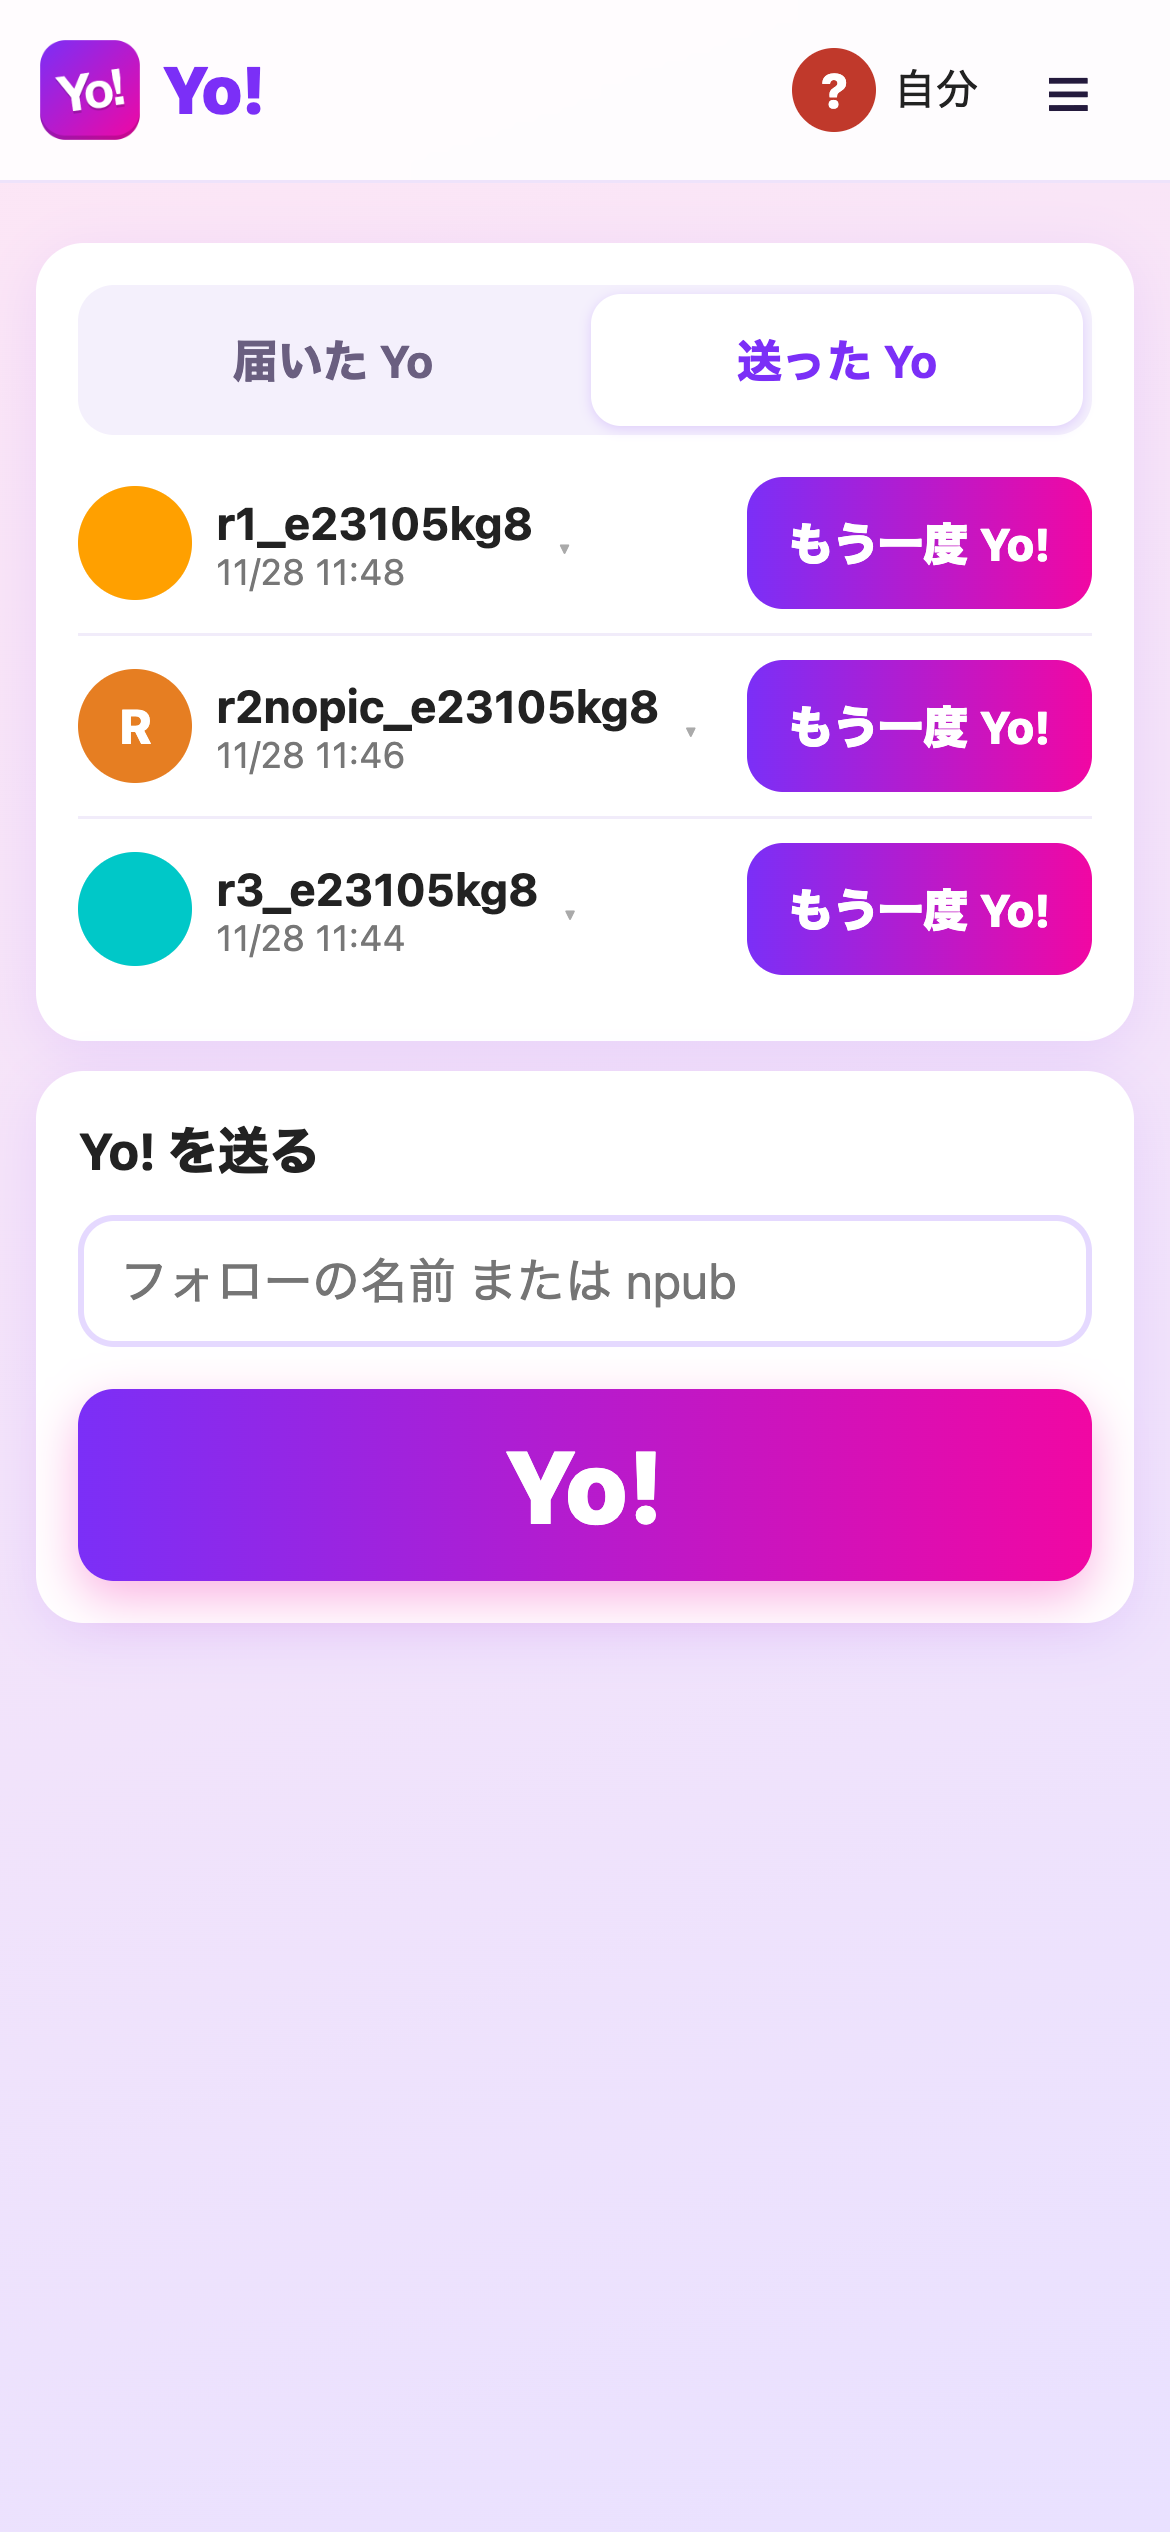 Yo!
Yo!
?
自分
届いた Yo
送った Yo
r1_e23105kg8
11/28 11:48
もう一度 Yo!
R
r2nopic_e23105kg8
11/28 11:46
もう一度 Yo!
r3_e23105kg8
11/28 11:44
もう一度 Yo!
Yo! を送る
フォローの名前 または npub
Yo!